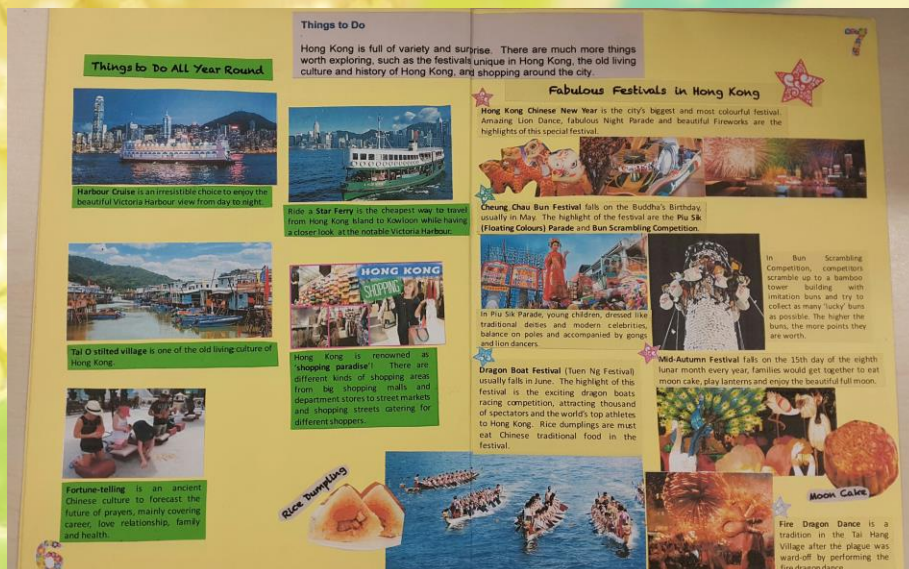 Things to Do
Hong Kong is full of variety and surprise. There are much more things
worth exploring, such as the festivals unique in Hong Kong, the old living
culture and history of Hong Kong, and shopping around the city.
Things to Do All Year Round
Harbour Cruise is an irresistible choice to enjoy the
beautiful Victoria Harbour view from day to night.
Ride a Star Ferry is the cheapest way to travel
from Hong Kong Island to Kowloon while having
a closer look at the notable Victoria Harbour.
Tai O stilted village is one of the old living culture of
Hong Kong.
HONG KONG
SHOPPING
Hong Kong is renowned as
'shopping paradise'! There are
different kinds of shopping areas
from big shopping malls and
department stores to street markets
and shopping streets catering for
different shoppers.
Fortune-telling is an ancient
Chinese culture to forecast the
future of prayers, mainly covering
career, love relationship, family
and health.
Rice Dumpling
6
7
Fabulous Festivals in Hong Kong
Hong Kong Chinese New Year is the city's biggest and most colourful festival.
Amazing Lion Dance, fabulous Night Parade and beautiful Fireworks are the
highlights of this special festival.
Cheung Chau Bun Festival falls on the Buddha's Birthday,
usually in May. The highlight of the festival are the Piu Sik
(Floating Colours) Parade and Bun Scrambling Competition.
In Bun Scrambling
Competition, competitors
scramble up to a bamboo
tower building with
imitation buns and try to
collect as many 'lucky' buns
as possible. The higher the
buns, the more points they
are worth.
In Piu Sik Parade, young children, dressed like
traditional deities and modern celebrities,
balance on poles and accompanied by gongs
and lion dancers.
Dragon Boat Festival (Tuen Ng Festival)
usually falls in June. The highlight of this
festival is the exciting dragon boats
racing competition, attracting thousand
of spectators and the world's top athletes
to Hong Kong. Rice dumplings are must
eat Chinese traditional food in the
festival.
Mid-Autumn Festival falls on the 15th day of the eighth
lunar month every year, families would get together to eat
moon cake, play lanterns and enjoy the beautiful full moon.
Moon Cake
Fire Dragon Dance is a
tradition in the Tai Hang
Village after the plague was
ward-off by performing the
fire dragon dance.